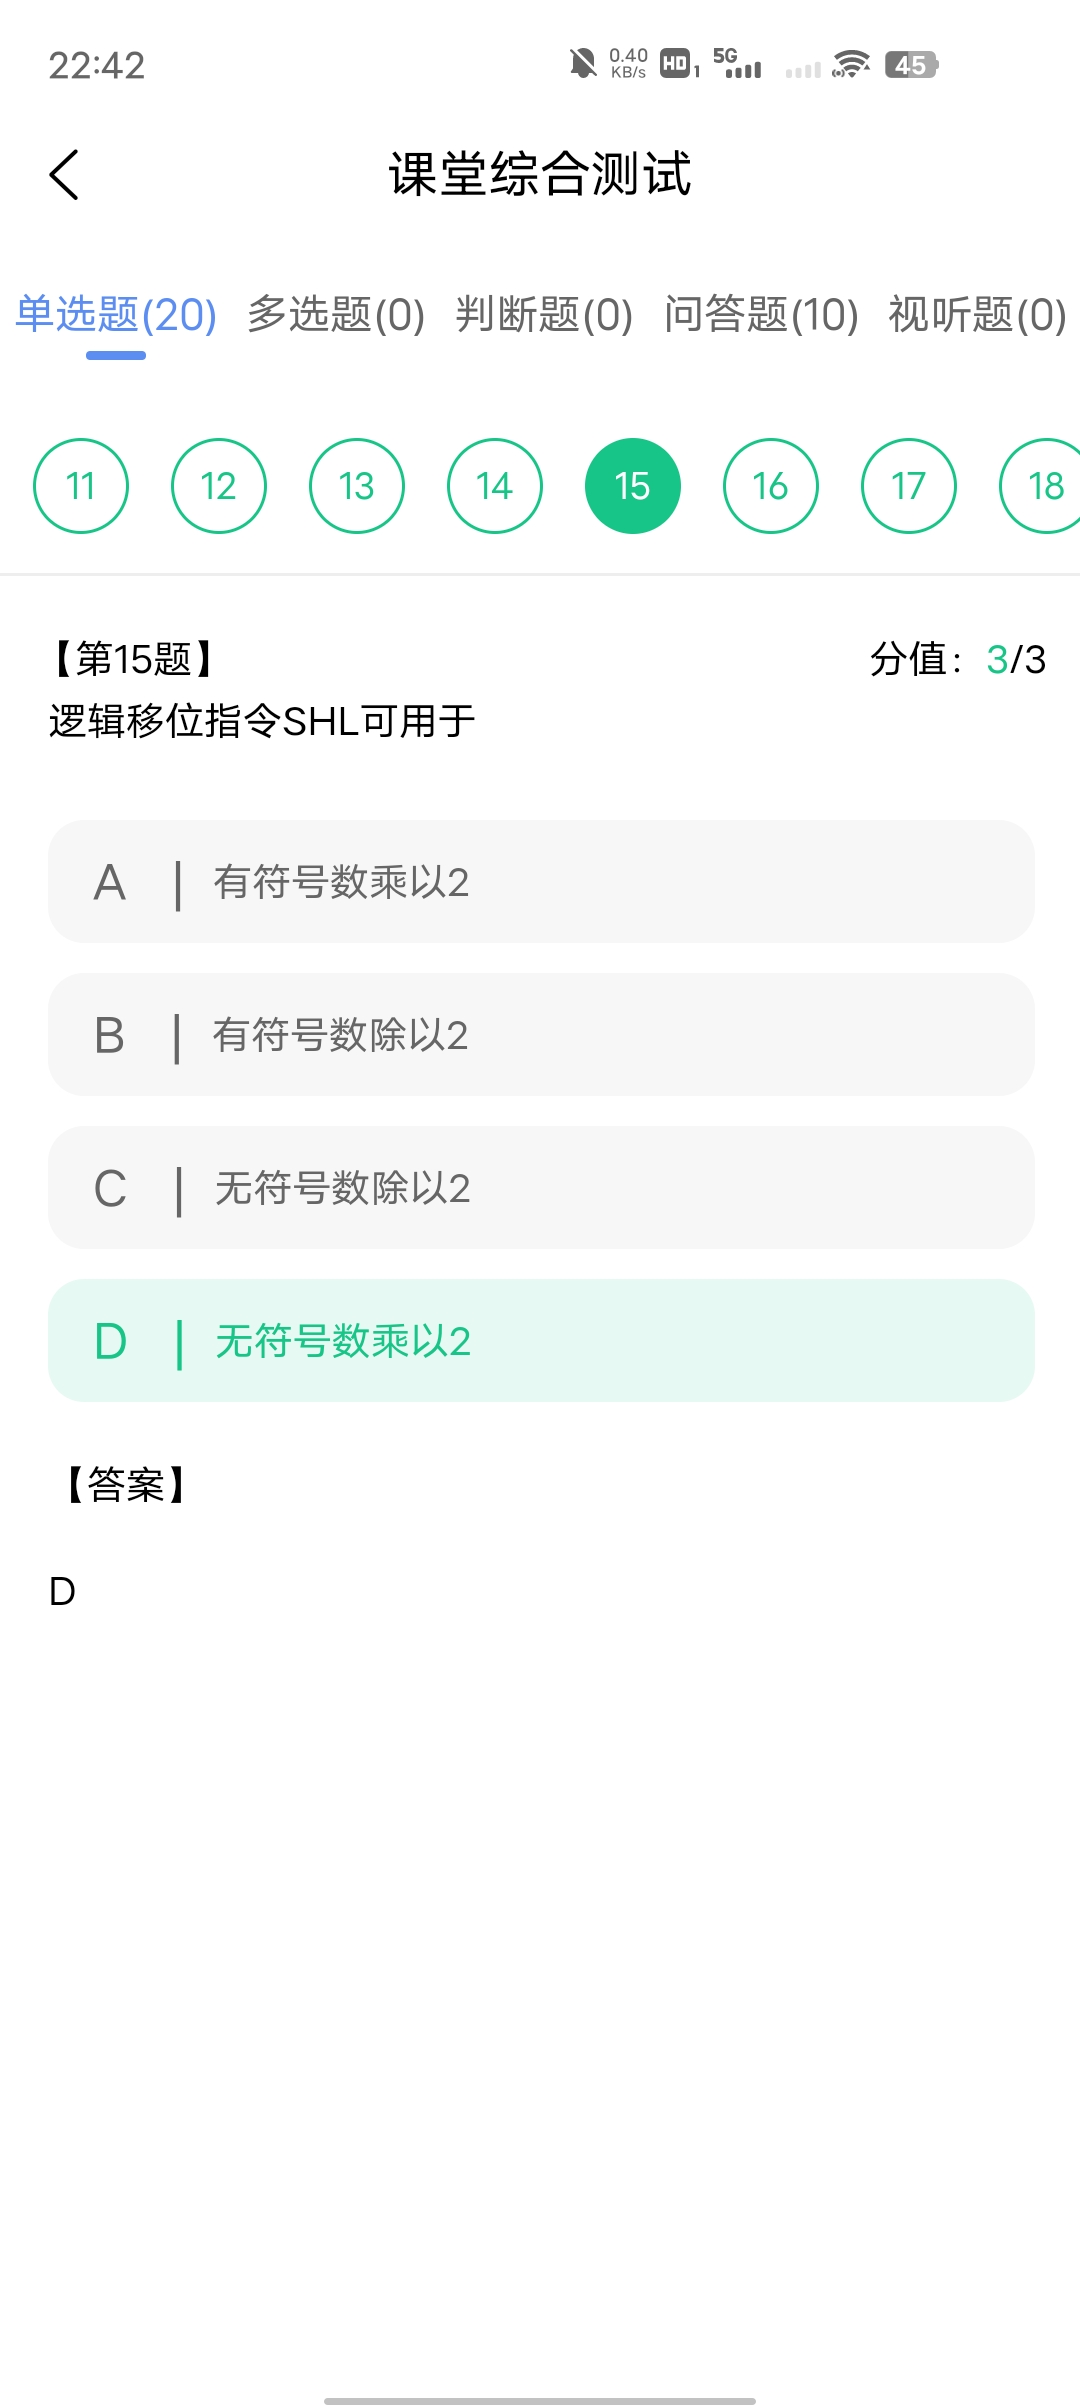 22:42
0.40 KB/s HD 1 5G 45
课堂综合测试
单选题(20) 多选题(0) 判断题(0) 问答题(10) 视听题(0)
11 12 13 14 15 16 17 18
【第15题】 分值：3/3
逻辑移位指令SHL可用于
A | 有符号数乘以2
B | 有符号数除以2
C | 无符号数除以2
D | 无符号数乘以2
【答案】
D